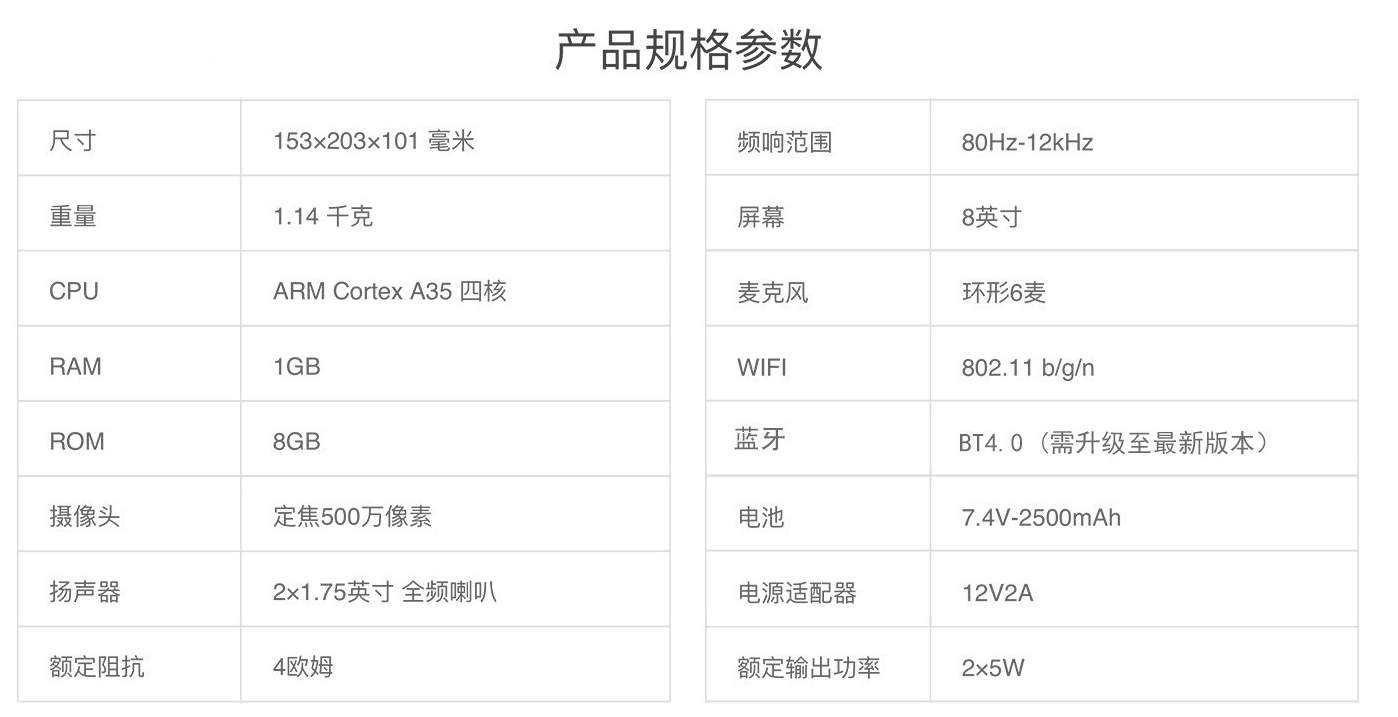 产品规格参数
尺寸 153×203×101 毫米
重量 1.14 千克
CPU ARM Cortex A35 四核
RAM 1GB
ROM 8GB
摄像头 定焦500万像素
扬声器 2×1.75英寸 全频喇叭
额定阻抗 4欧姆
频响范围 80Hz-12kHz
屏幕 8英寸
麦克风 环形6麦
WIFI 802.11 b/g/n
蓝牙 BT4.0（需升级至最新版本）
电池 7.4V-2500mAh
电源适配器 12V2A
额定输出功率 2×5W